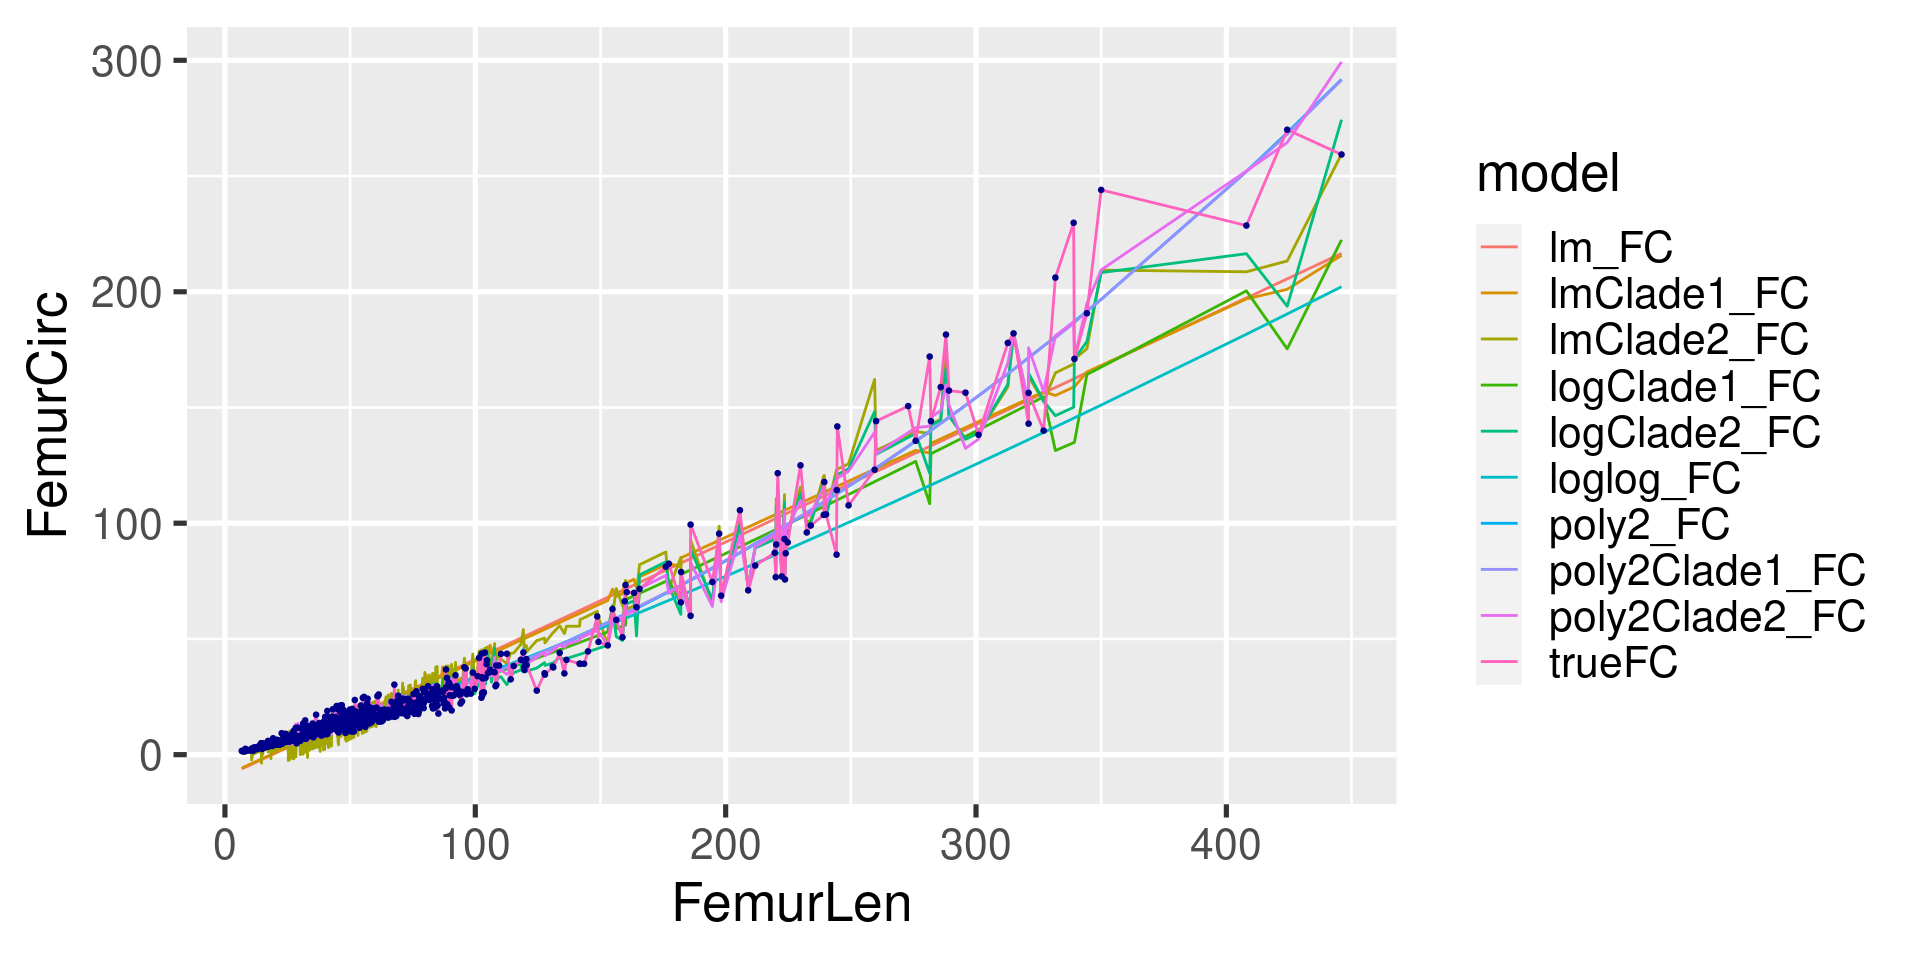 300
200
100
0
FemurCirc
0 100 200 300 400
FemurLen
model
lm_FC
lmClade1_FC
lmClade2_FC
logClade1_FC
logClade2_FC
loglog_FC
poly2_FC
poly2Clade1_FC
poly2Clade2_FC
trueFC